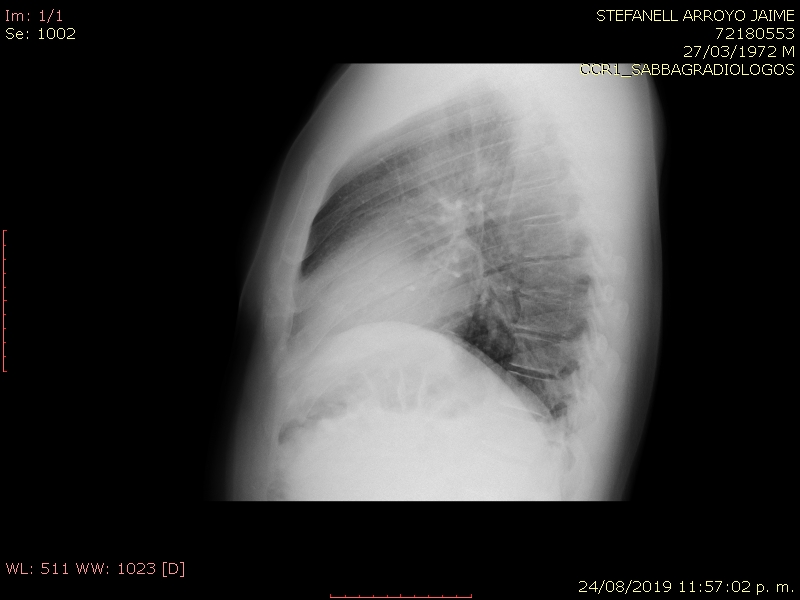 Im: 1/1
Se: 1002
STEFANELL ARROYO JAIME
72180553
27/03/1972 M
CCR1_SABBAGRADIOLOGOS
WL: 511 WW: 1023 [D]
24/08/2019 11:57:02 p. m.